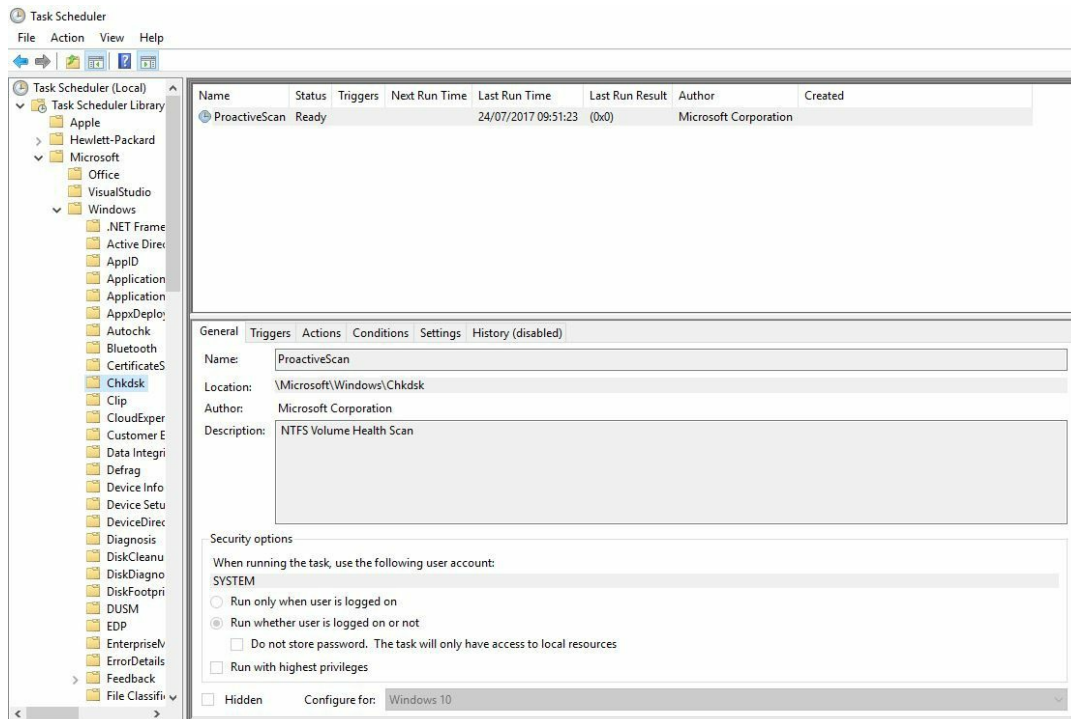 Task Scheduler
File Action View Help
Task Scheduler (Local)
Task Scheduler Library
Apple
Hewlett-Packard
Microsoft
Office
VisualStudio
Windows
.NET Frame
Active Direc
AppID
Application
Application
AppxDeploy
Autochk
Bluetooth
CertificateS
Chkdsk
Clip
CloudExper
Customer E
Data Integri
Defrag
Device Info
Device Setu
DeviceDirec
Diagnosis
DiskCleanu
DiskDiagno
DiskFootpri
DUSM
EDP
EnterpriseM
ErrorDetails
Feedback
File Classifi
Name Status Triggers Next Run Time Last Run Time Last Run Result Author Created
ProactiveScan Ready 24/07/2017 09:51:23 (0x0) Microsoft Corporation
General Triggers Actions Conditions Settings History (disabled)
Name: ProactiveScan
Location: \Microsoft\Windows\Chkdsk
Author: Microsoft Corporation
Description: NTFS Volume Health Scan
Security options
When running the task, use the following user account:
SYSTEM
Run only when user is logged on
Run whether user is logged on or not
Do not store password. The task will only have access to local resources
Run with highest privileges
Hidden Configure for: Windows 10